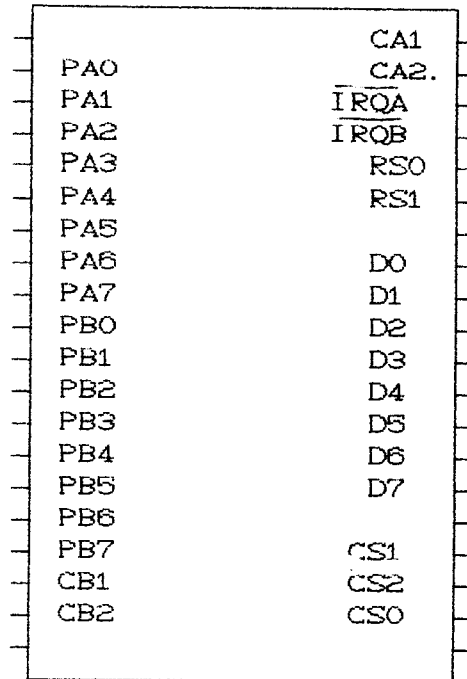 CA1
PA0 CA2.
PA1 IRQA
PA2 IRQB
PA3 RS0
PA4 RS1
PA5
PA6 D0
PA7 D1
PB0 D2
PB1 D3
PB2 D4
PB3 D5
PB4 D6
PB5 D7
PB6
PB7 CS1
CB1 CS2
CB2 CS0